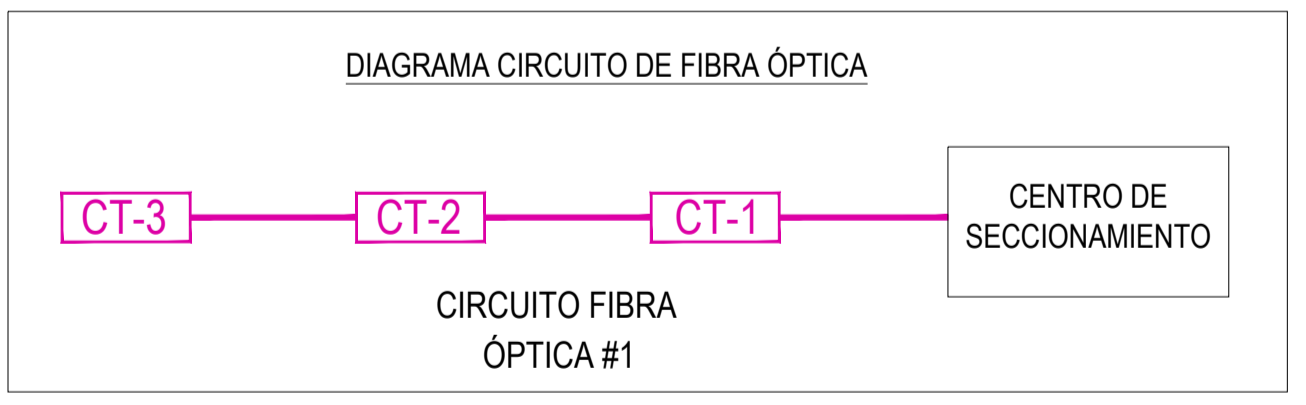 DIAGRAMA CIRCUITO DE FIBRA ÓPTICA
CT-3
CT-2
CT-1
CENTRO DE
SECCIONAMIENTO
CIRCUITO FIBRA
ÓPTICA #1